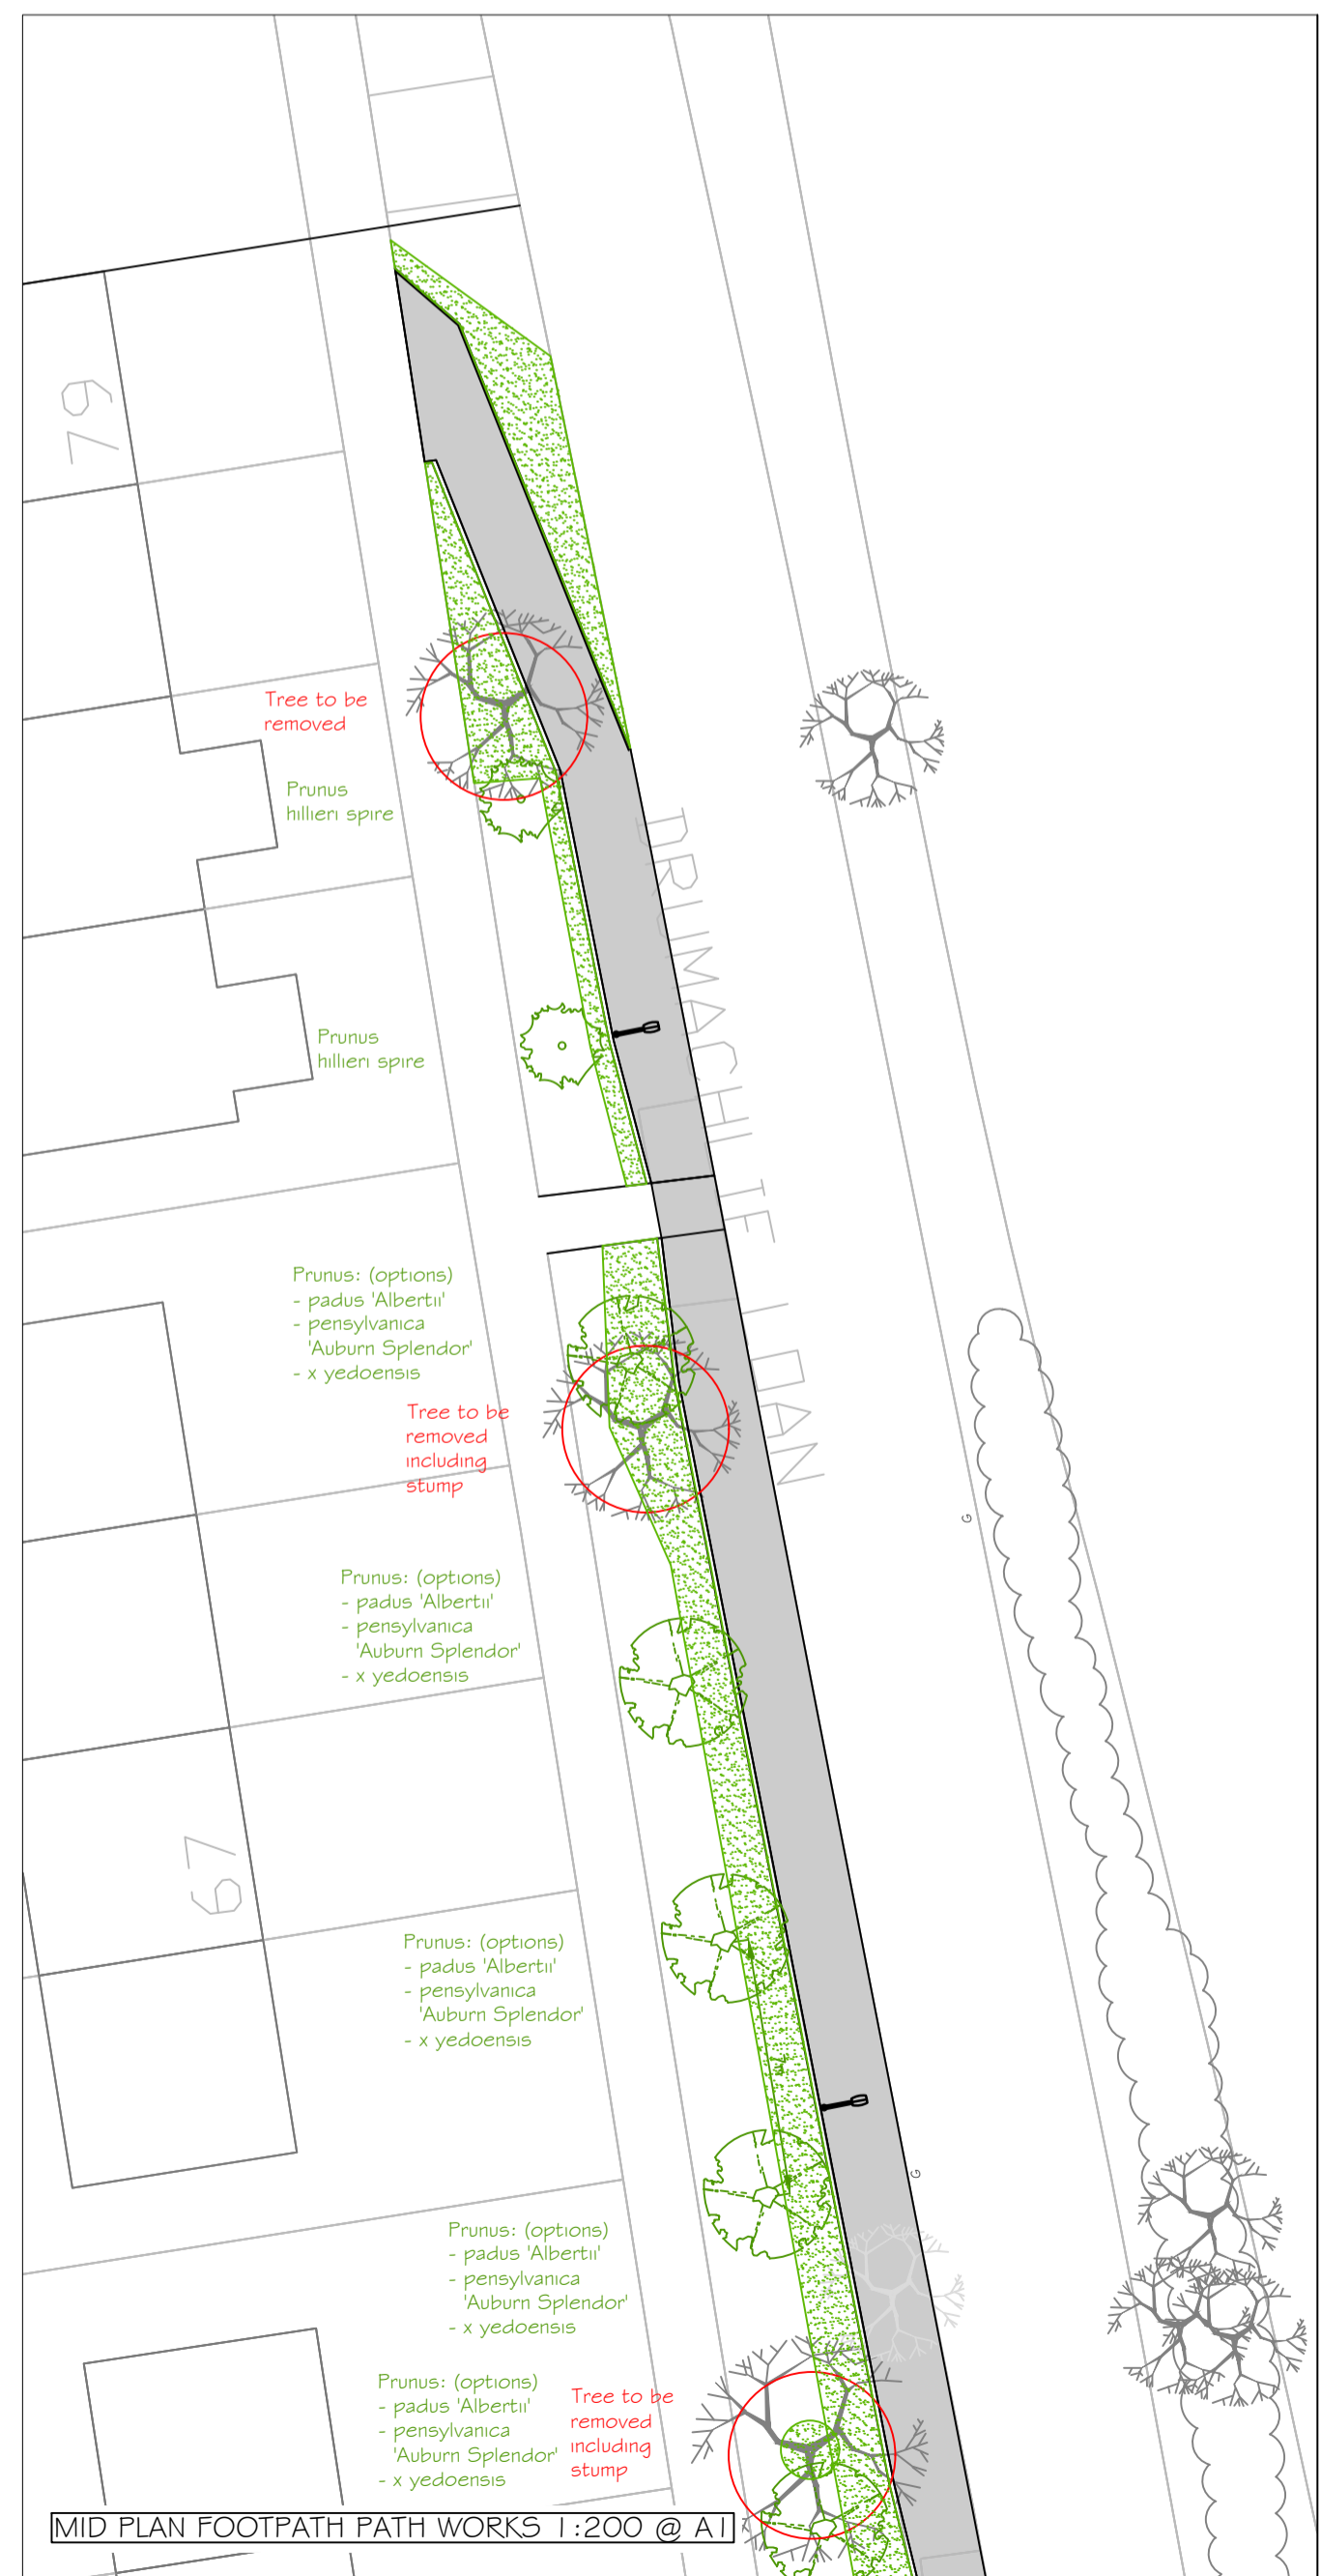 79
Tree to be
removed
Prunus
hillieri spire
DRUMACHLIE LOAN
Prunus
hillieri spire
Prunus: (options)
- padus 'Albertii'
- pensylvanica
'Auburn Splendor'
- x yedoensis
Tree to be
removed
including
stump
G
Prunus: (options)
- padus 'Albertii'
- pensylvanica
'Auburn Splendor'
- x yedoensis
67
Prunus: (options)
- padus 'Albertii'
- pensylvanica
'Auburn Splendor'
- x yedoensis
G
Prunus: (options)
- padus 'Albertii'
- pensylvanica
'Auburn Splendor'
- x yedoensis
Prunus: (options)
- padus 'Albertii'
- pensylvanica
'Auburn Splendor'
- x yedoensis
Tree to be
removed
including
stump
MID PLAN FOOTPATH PATH WORKS 1:200 @ A1